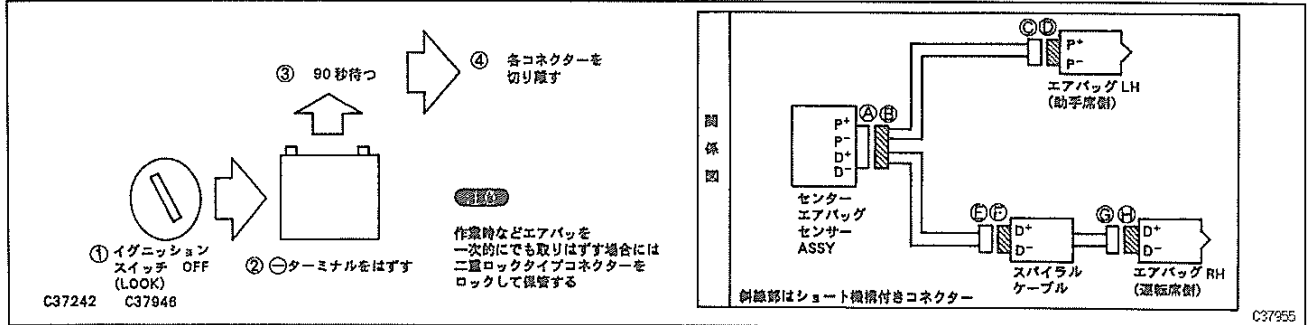 ① イグニッション
スイッチ OFF
(LOOK)
② ⊖ターミナルをはずす
③ 90秒待つ
④ 各コネクターを
切り離す
作業時などエアバッを
一次的にでも取りはずす場合には
二重ロックタイプコネクターを
ロックして保管する
C37242 C37946
関係図
P+
P-
D+
D-
Ⓐ Ⓑ
センター
エアバッグ
センサー
ASSY
Ⓒ Ⓓ
P+
P-
エアバッグ LH
(助手席側)
Ⓔ Ⓕ
D+
D-
スパイラル
ケーブル
Ⓖ Ⓗ
D+
D-
エアバッグ RH
(運転席側)
斜線部はショート機構付きコネクター
C37955